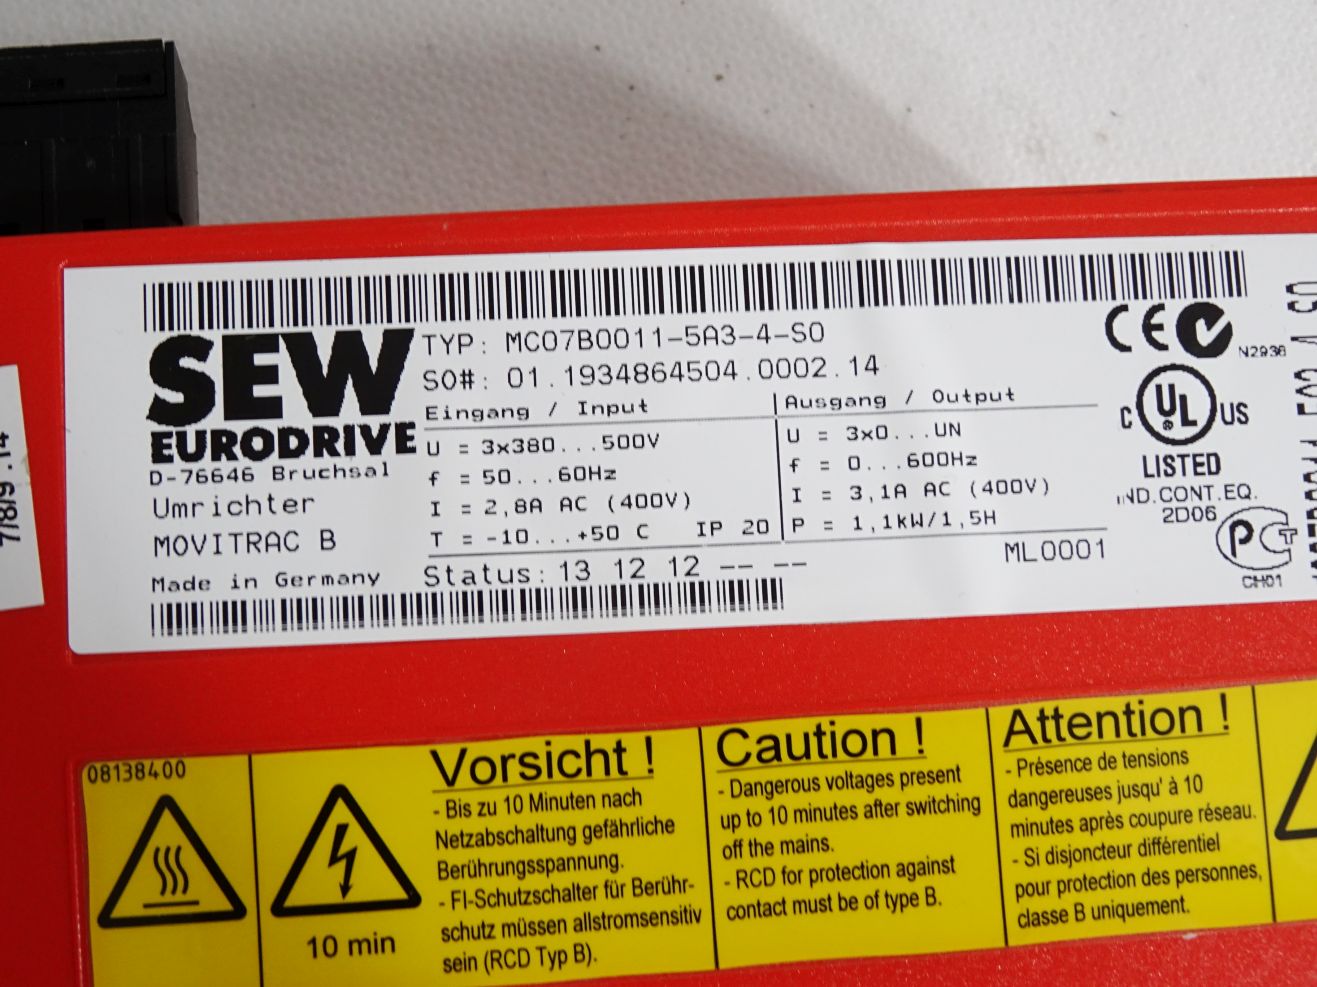 SEW
EURODRIVE
D-76646 Bruchsal
Umrichter
MOVITRAC B
Made in Germany
TYP: MC07B0011-5A3-4-S0
SO#: 01.1934864504.0002.14
Eingang / Input
U = 3x380...500V
f = 50...60Hz
I = 2,8A AC (400V)
T = -10...+50 C IP 20
Ausgang / Output
U = 3x0...UN
f = 0...600Hz
I = 3,1A AC (400V)
P = 1,1kW/1,5H
Status: 13 12 12 -- --
ML0001
CE
N2936
C UL US
®
LISTED
IND.CONT.EQ.
2D06
PCT
CH01
7/8/9 .14
08138400
10 min
Vorsicht !
- Bis zu 10 Minuten nach
Netzabschaltung gefährliche
Berührungsspannung.
- FI-Schutzschalter für Berühr-
schutz müssen allstromsensitiv
sein (RCD Typ B).
Caution !
- Dangerous voltages present
up to 10 minutes after switching
off the mains.
- RCD for protection against
contact must be of type B.
Attention !
- Présence de tensions
dangereuses jusqu' à 10
minutes après coupure réseau.
- Si disjoncteur différentiel
pour protection des personnes,
classe B uniquement.